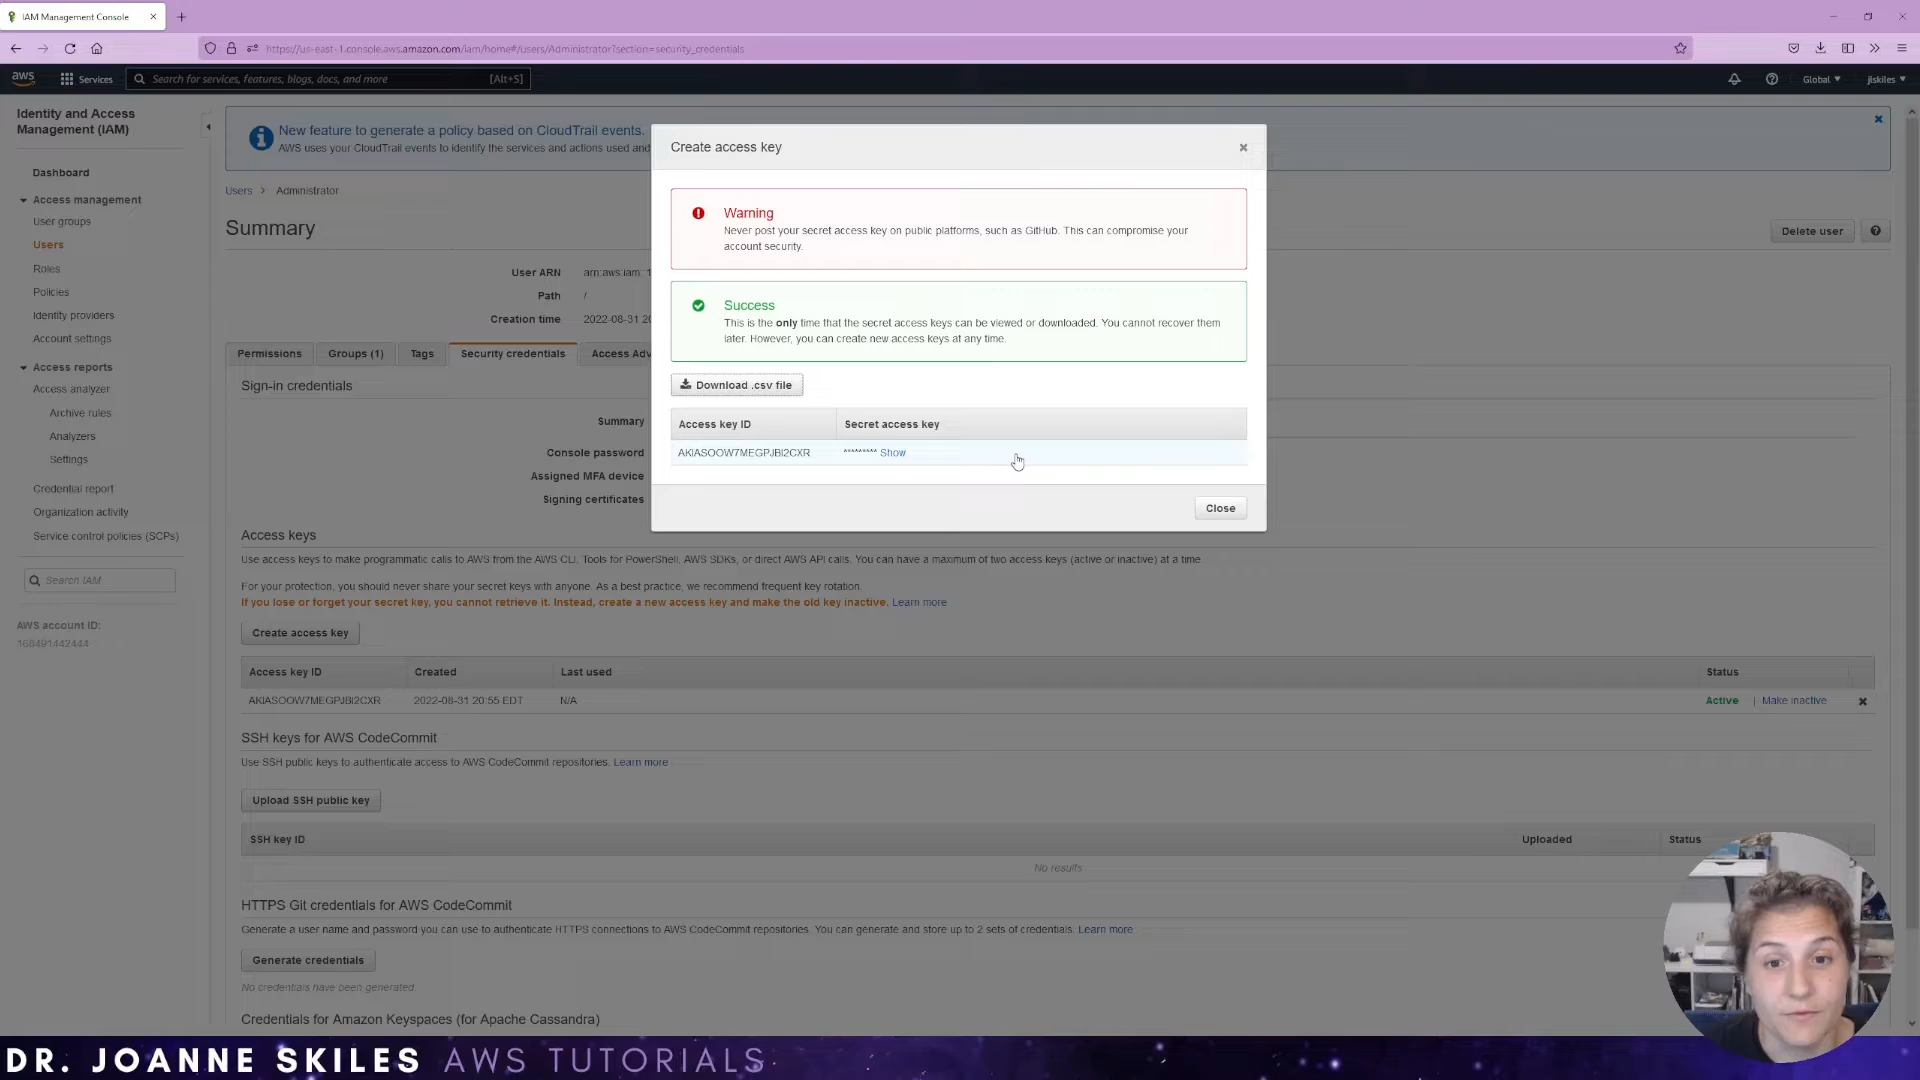 IAM Management Console
https://us-east-1.console.aws.amazon.com/iam/home#/users/Administrator?section=security_credentials
aws
Services
Search for services, features, blogs, docs, and more
[Alt+S]
Global
jlskiles
Identity and Access
Management (IAM)
Dashboard
Access management
User groups
Users
Roles
Policies
Identity providers
Account settings
Access reports
Access analyzer
Archive rules
Analyzers
Settings
Credential report
Organization activity
Service control policies (SCPs)
Search IAM
AWS account ID:
168491442444
New feature to generate a policy based on CloudTrail events.
AWS uses your CloudTrail events to identify the services and actions used and
Users > Administrator
Summary
Delete user
User ARN arn:aws:iam:
Path /
Creation time 2022-08-31 20
Permissions
Groups (1)
Tags
Security credentials
Access Adv
Sign-in credentials
Summary
Console password
Assigned MFA device
Signing certificates
Create access key
Warning
Never post your secret access key on public platforms, such as GitHub. This can compromise your
account security.
Success
This is the only time that the secret access keys can be viewed or downloaded. You cannot recover them
later. However, you can create new access keys at any time.
Download .csv file
Access key ID Secret access key
AKIASOOW7MEGPJBI2CXR ********* Show
Close
Access keys
Use access keys to make programmatic calls to AWS from the AWS CLI, Tools for PowerShell, AWS SDKs, or direct AWS API calls. You can have a maximum of two access keys (active or inactive) at a time.
For your protection, you should never share your secret keys with anyone. As a best practice, we recommend frequent key rotation.
If you lose or forget your secret key, you cannot retrieve it. Instead, create a new access key and make the old key inactive. Learn more
Create access key
Access key ID Created Last used Status
AKIASOOW7MEGPJBI2CXR 2022-08-31 20:55 EDT N/A Active | Make inactive
SSH keys for AWS CodeCommit
Use SSH public keys to authenticate access to AWS CodeCommit repositories. Learn more
Upload SSH public key
SSH key ID Uploaded Status
No results
HTTPS Git credentials for AWS CodeCommit
Generate a user name and password you can use to authenticate HTTPS connections to AWS CodeCommit repositories. You can generate and store up to 2 sets of credentials. Learn more
Generate credentials
No credentials have been generated.
Credentials for Amazon Keyspaces (for Apache Cassandra)
DR. JOANNE SKILES AWS TUTORIALS